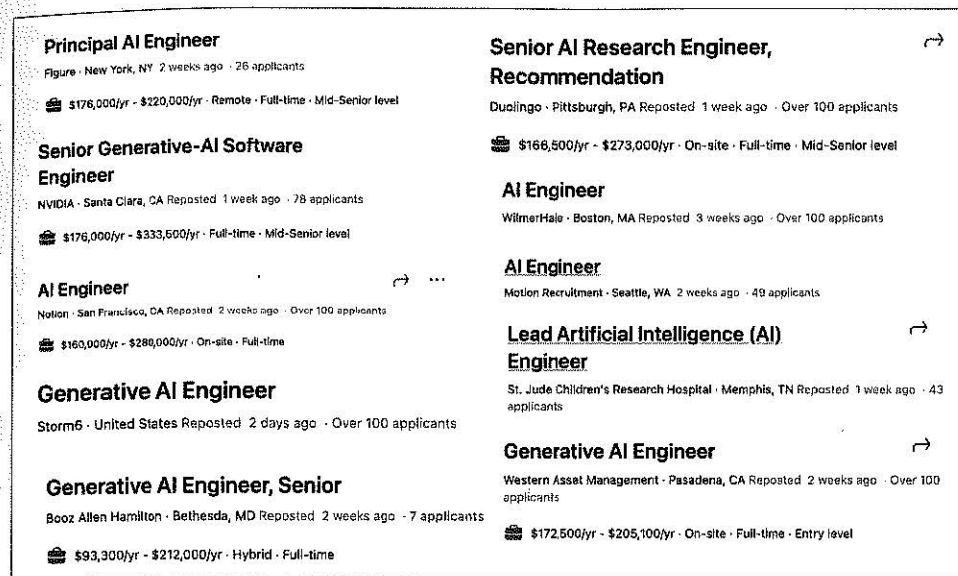 Principal AI Engineer
Figure · New York, NY 2 weeks ago · 26 applicants
$176,000/yr - $220,000/yr · Remote · Full-time · Mid-Senior level
Senior Generative-AI Software
Engineer
NVIDIA · Santa Clara, CA Reposted 1 week ago · 78 applicants
$176,000/yr - $333,500/yr · Full-time · Mid-Senior level
AI Engineer
Notion · San Francisco, CA Reposted 2 weeks ago · Over 100 applicants
$160,000/yr - $280,000/yr · On-site · Full-time
Generative AI Engineer
Storm6 · United States Reposted 2 days ago · Over 100 applicants
Generative AI Engineer, Senior
Booz Allen Hamilton · Bethesda, MD Reposted 2 weeks ago · 7 applicants
$93,300/yr - $212,000/yr · Hybrid · Full-time
Senior AI Research Engineer,
Recommendation
Duolingo · Pittsburgh, PA Reposted 1 week ago · Over 100 applicants
$166,500/yr - $273,000/yr · On-site · Full-time · Mid-Senior level
AI Engineer
WilmerHale · Boston, MA Reposted 3 weeks ago · Over 100 applicants
AI Engineer
Motion Recruitment · Seattle, WA 2 weeks ago · 49 applicants
Lead Artificial Intelligence (AI)
Engineer
St. Jude Children's Research Hospital · Memphis, TN Reposted 1 week ago · 43
applicants
Generative AI Engineer
Western Asset Management · Pasadena, CA Reposted 2 weeks ago · Over 100
applicants
$172,500/yr - $205,100/yr · On-site · Full-time · Entry level